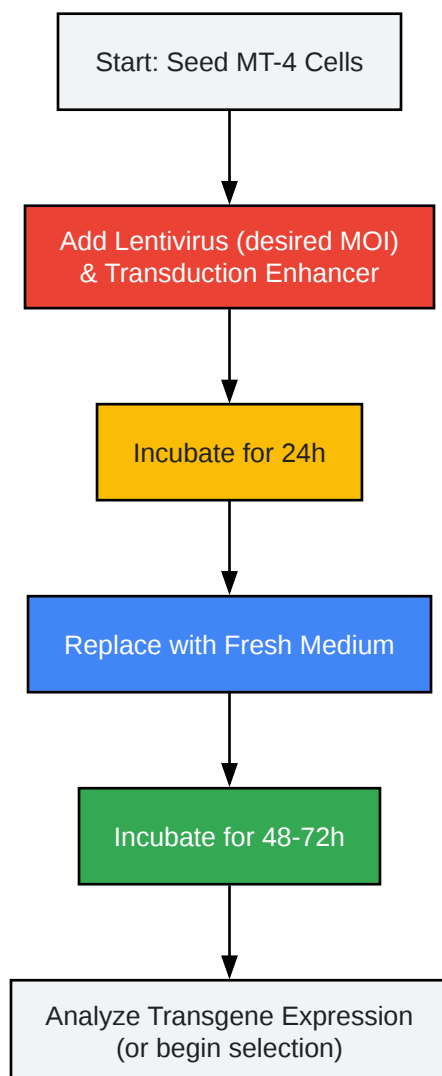 Start: Seed MT-4 Cells
Add Lentivirus (desired MOI)
& Transduction Enhancer
Incubate for 24h
Replace with Fresh Medium
Incubate for 48-72h
Analyze Transgene Expression
(or begin selection)